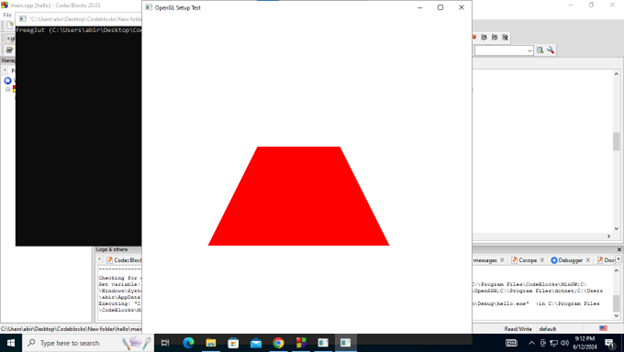 main.cpp [hello] - Code::Blocks 20.03
File
"C:\Users\abir\Desktop\Codeblocks\New folde
OpenGL Setup Test
freeglut (C:\Users\abir\Desktop\Co
Logs & others
Code::Block
messages
Cscope
Debugger
Checking for
Set variable:
C:\Program Files\CodeBlocks\MinGW;C:
\Windows\System
OpenSSH;C:\Program Files\dotnet;C:\Users
\abir\AppData
Executing: "C
\Debug\hello.exe" (in C:\Program Files
\CodeBlocks\M
C:\Users\abir\Desktop\Codeblocks\New folder\hello\mai
Read/Write
default
Type here to search
9:12 PM
6/12/2024